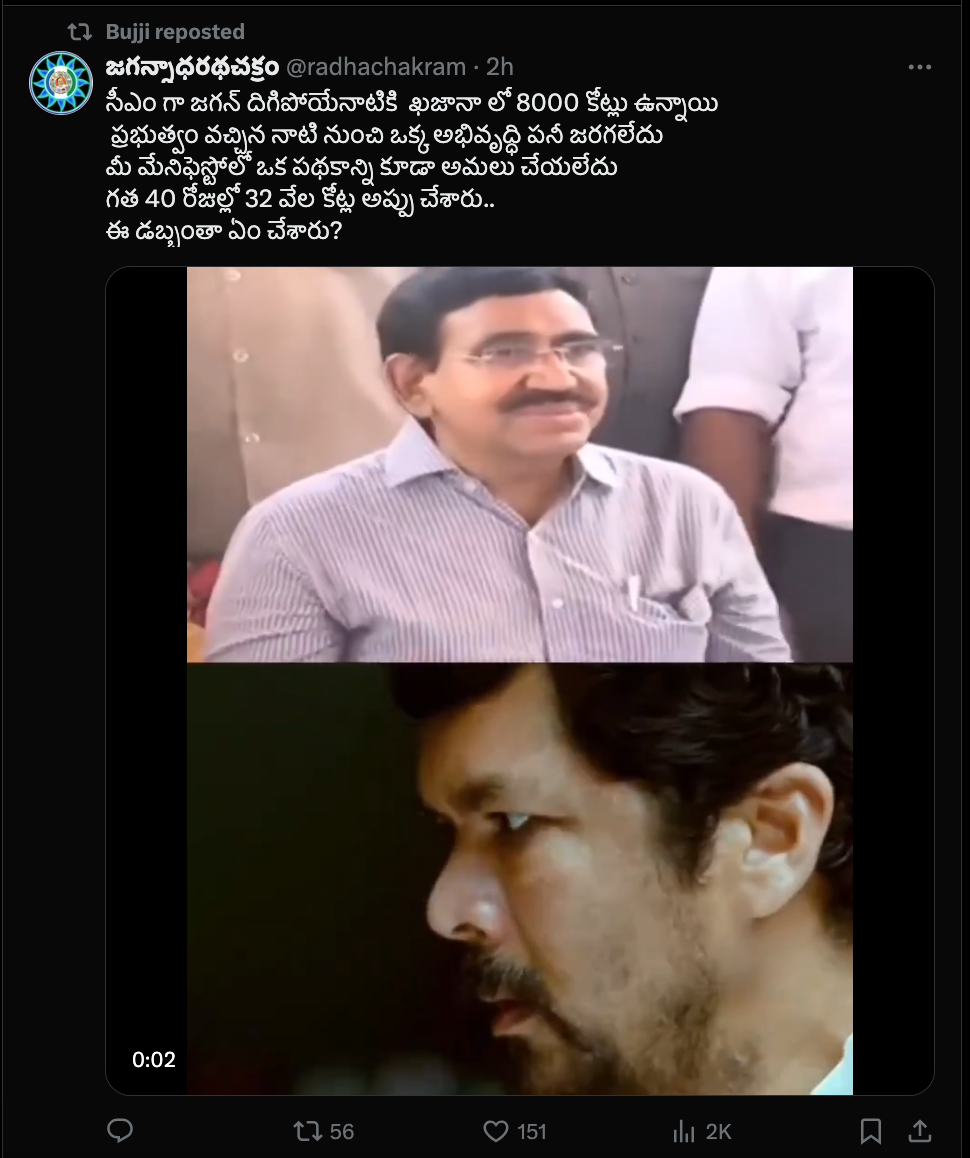 Bujji reposted
జగన్నాధరథచక్రం @radhachakram · 2h
సీఎం గా జగన్ దిగిపోయేనాటికి ఖజానా లో 8000 కోట్లు ఉన్నాయి
ప్రభుత్వం వచ్చిన నాటి నుంచి ఒక్క అభివృద్ధి పనీ జరగలేదు
మీ మేనిఫెస్టోలో ఒక పథకాన్ని కూడా అమలు చేయలేదు
గత 40 రోజుల్లో 32 వేల కోట్ల అప్పు చేశారు..
ఈ డబ్బంతా ఏం చేశారు?
0:02
56 151 2K